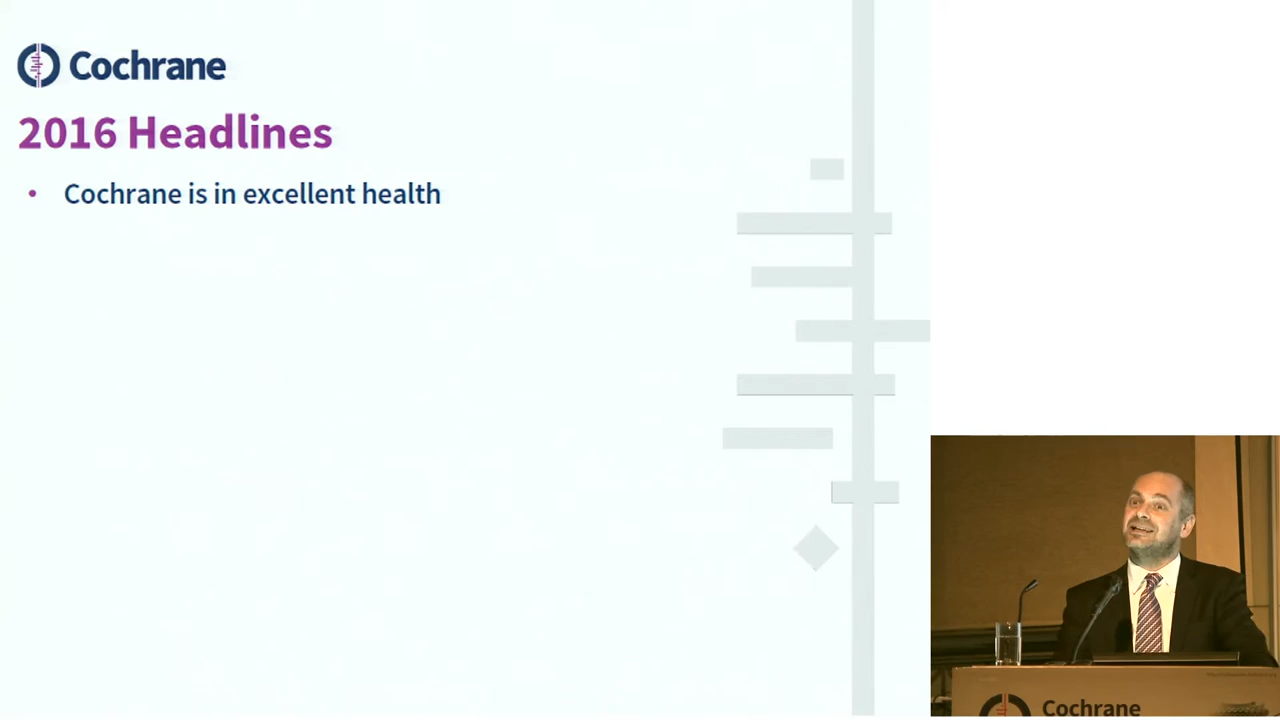 Cochrane
2016 Headlines
• Cochrane is in excellent health
Cochrane